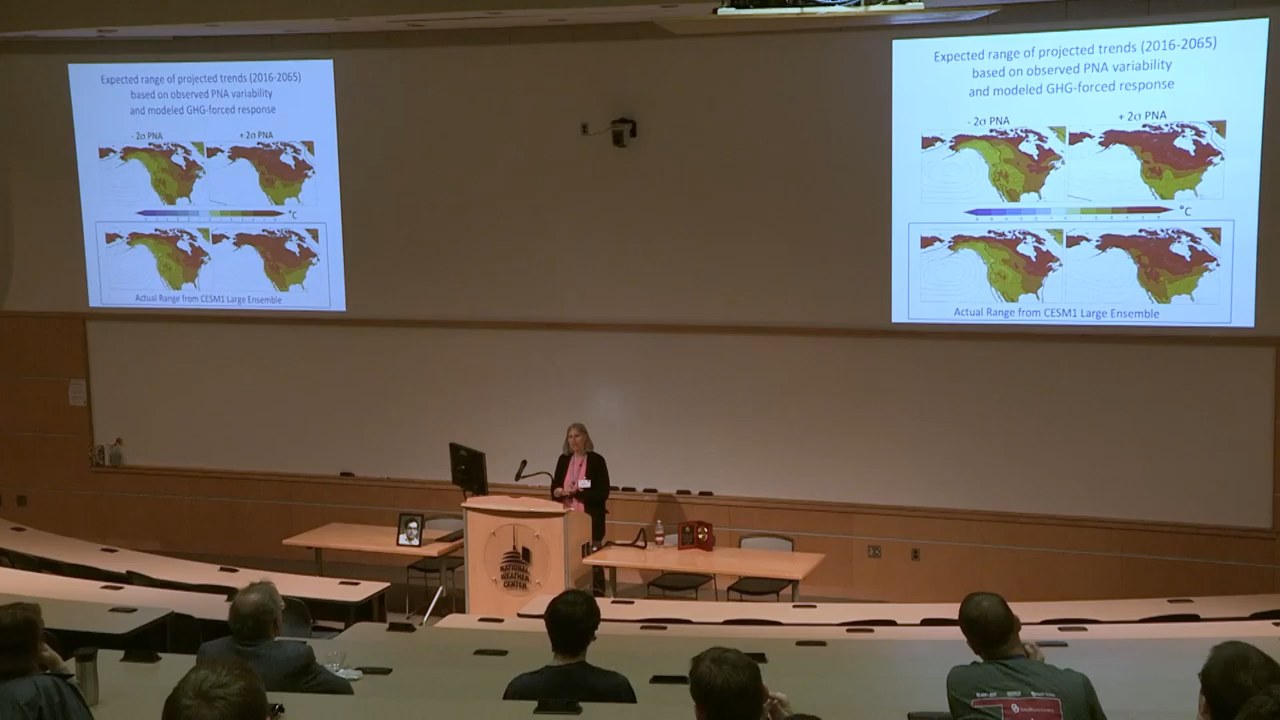 Expected range of projected trends (2016-2065)
based on observed PNA variability
and modeled GHG-forced response
- 2σ PNA
+ 2σ PNA
°C
Actual Range from CESM1 Large Ensemble
Expected range of projected trends (2016-2065)
based on observed PNA variability
and modeled GHG-forced response
- 2σ PNA
+ 2σ PNA
°C
Actual Range from CESM1 Large Ensemble
NATIONAL
WEATHER
CENTER